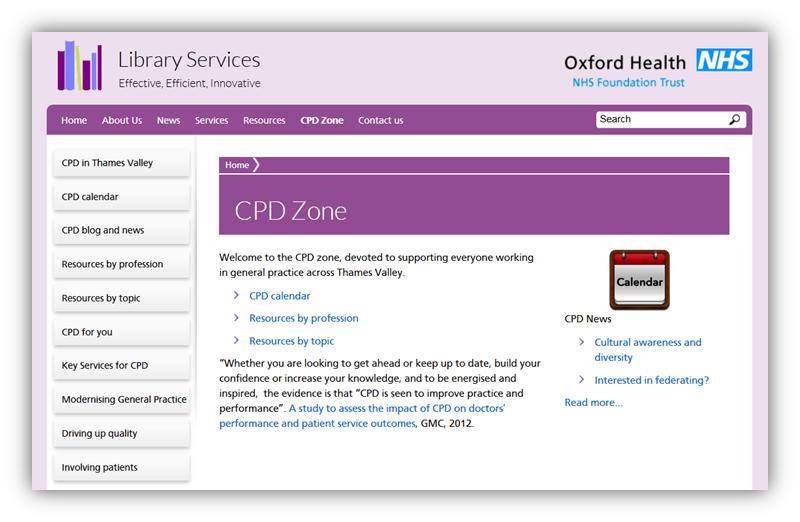 Library Services
Effective, Efficient, Innovative
Oxford Health NHS
NHS Foundation Trust
Home About Us News Services Resources CPD Zone Contact us Search
CPD in Thames Valley
CPD calendar
CPD blog and news
Resources by profession
Resources by topic
CPD for you
Key Services for CPD
Modernising General Practice
Driving up quality
Involving patients
Home
CPD Zone
Welcome to the CPD zone, devoted to supporting everyone working
in general practice across Thames Valley.
CPD calendar
Resources by profession
Resources by topic
"Whether you are looking to get ahead or keep up to date, build your
confidence or increase your knowledge, and to be energised and
inspired,  the evidence is that "CPD is seen to improve practice and
performance". A study to assess the impact of CPD on doctors'
performance and patient service outcomes, GMC, 2012.
Calendar
CPD News
Cultural awareness and
diversity
Interested in federating?
Read more...